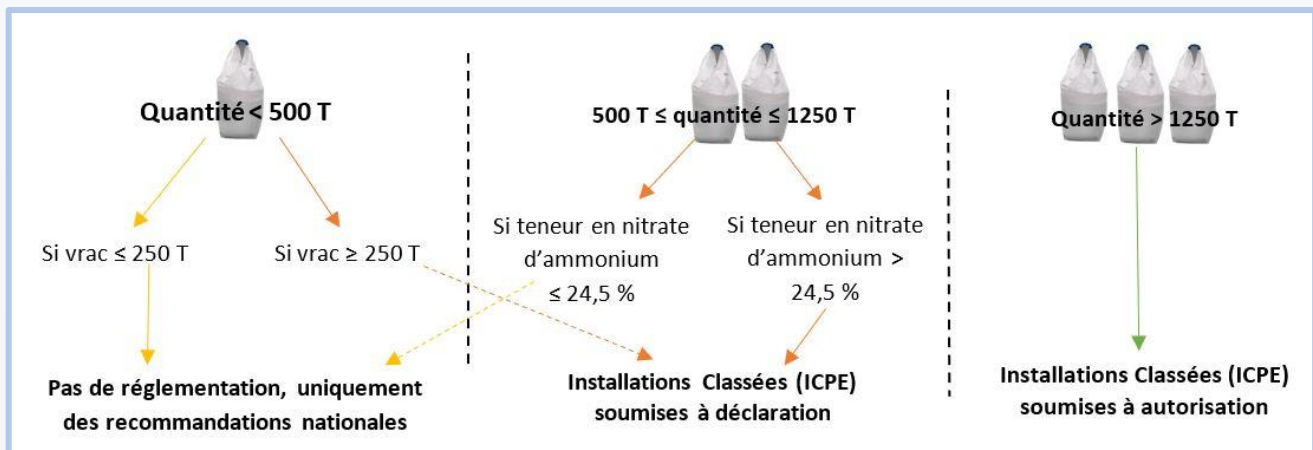 Quantité < 500 T
500 T ≤ quantité ≤ 1250 T
Quantité > 1250 T
Si vrac ≤ 250 T
Si vrac ≥ 250 T
Si teneur en nitrate
d’ammonium
≤ 24,5 %
Si teneur en nitrate
d’ammonium >
24,5 %
Pas de réglementation, uniquement
des recommandations nationales
Installations Classées (ICPE)
soumises à déclaration
Installations Classées (ICPE)
soumises à autorisation